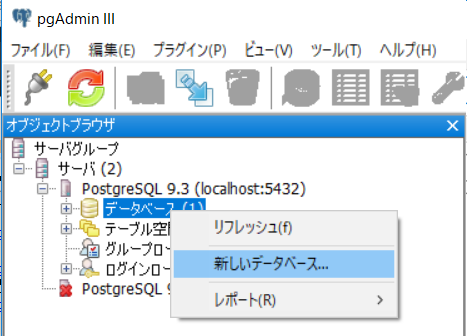 pgAdmin III
ファイル(F) 編集(E) プラグイン(P) ビュー(V) ツール(T) ヘルプ(H)
オブジェクトブラウザ
サーバグループ
サーバ (2)
PostgreSQL 9.3 (localhost:5432)
データベース (1)
テーブル空
グループロー
ログインロー
PostgreSQL 9
リフレッシュ(f)
新しいデータベース...
レポート(R)